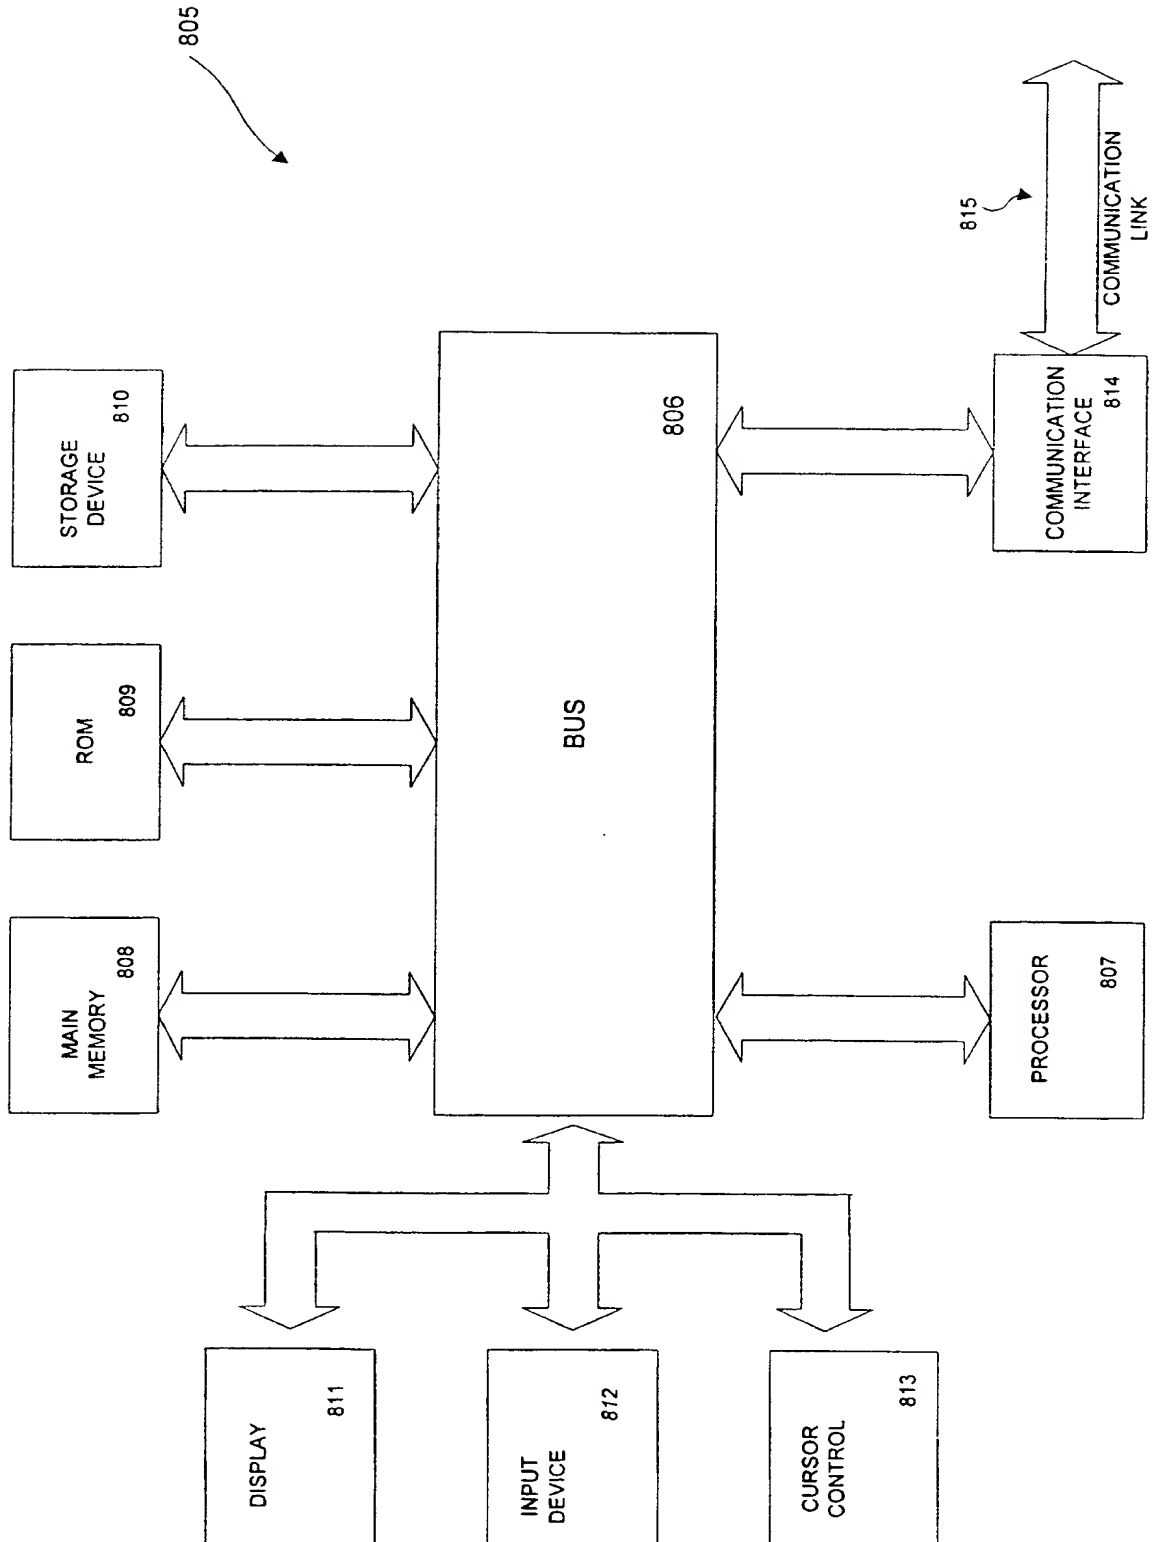 805
MAIN
MEMORY
808
ROM
809
STORAGE
DEVICE
810
DISPLAY
811
INPUT
DEVICE
812
CURSOR
CONTROL
813
BUS
806
815
COMMUNICATION
LINK
PROCESSOR
807
COMMUNICATION
INTERFACE
814